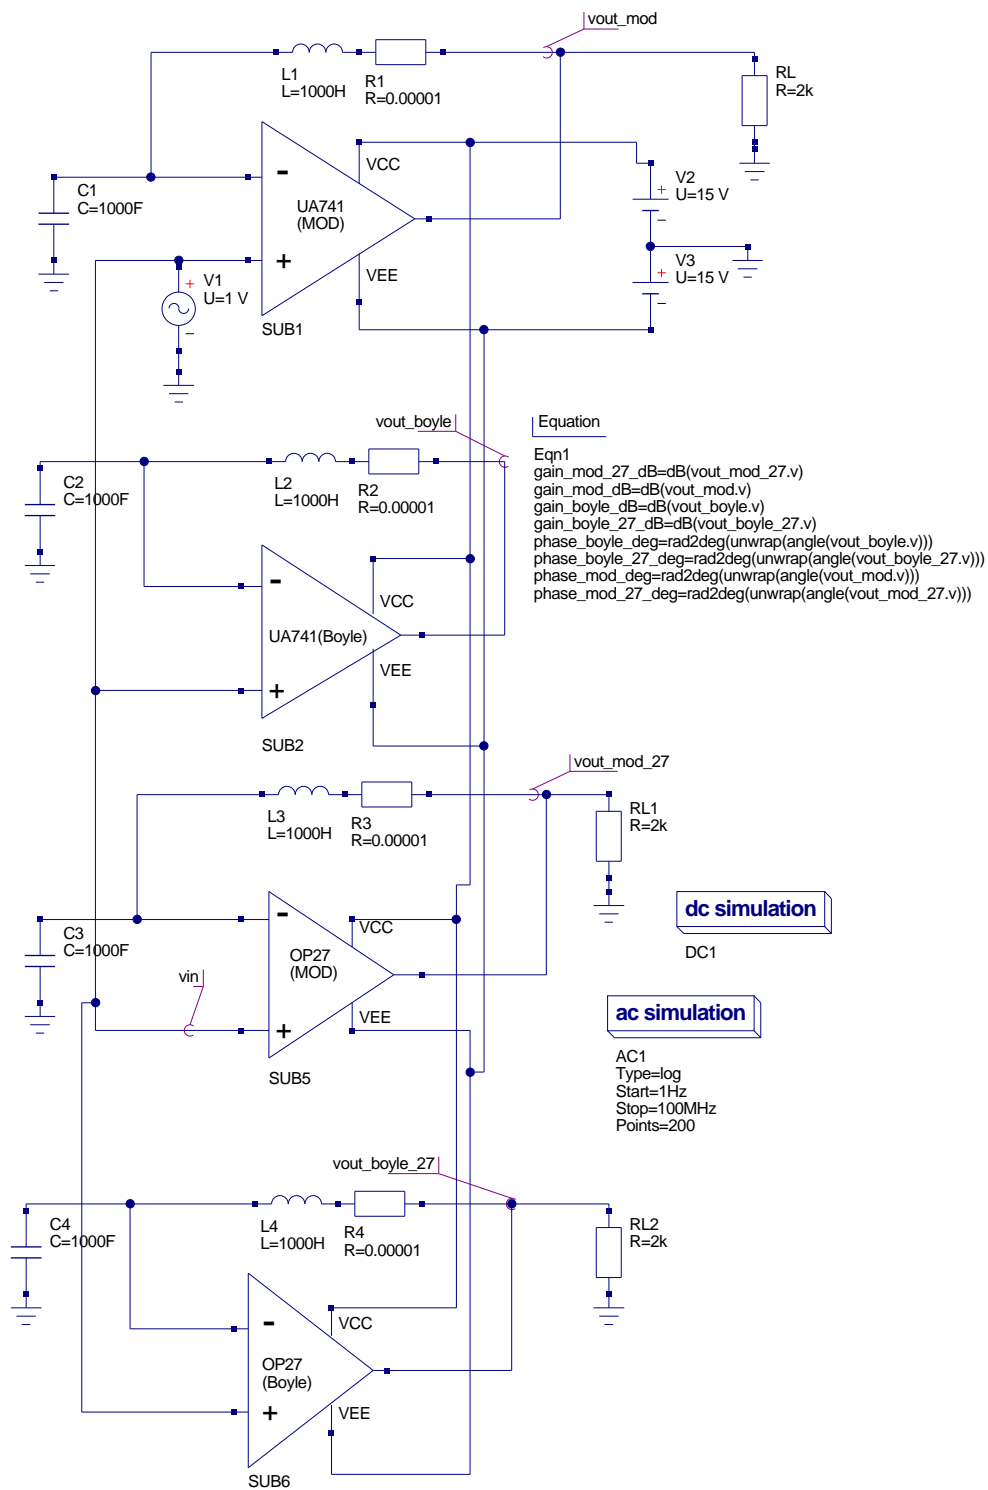 vout_mod
L1
L=1000H
R1
R=0.00001
RL
R=2k
C1
C=1000F
-
UA741
(MOD)
+
VCC
VEE
SUB1
V1
U=1 V
V2
U=15 V
V3
U=15 V
vout_boyle
Equation
Eqn1
gain_mod_27_dB=dB(vout_mod_27.v)
gain_mod_dB=dB(vout_mod.v)
gain_boyle_dB=dB(vout_boyle.v)
gain_boyle_27_dB=dB(vout_boyle_27.v)
phase_boyle_deg=rad2deg(unwrap(angle(vout_boyle.v)))
phase_boyle_27_deg=rad2deg(unwrap(angle(vout_boyle_27.v)))
phase_mod_deg=rad2deg(unwrap(angle(vout_mod.v)))
phase_mod_27_deg=rad2deg(unwrap(angle(vout_mod_27.v)))
C2
C=1000F
L2
L=1000H
R2
R=0.00001
-
UA741(Boyle)
+
VCC
VEE
SUB2
vout_mod_27
L3
L=1000H
R3
R=0.00001
RL1
R=2k
C3
C=1000F
-
OP27
(MOD)
+
VCC
VEE
SUB5
vin
dc simulation
DC1
ac simulation
AC1
Type=log
Start=1Hz
Stop=100MHz
Points=200
vout_boyle_27
C4
C=1000F
L4
L=1000H
R4
R=0.00001
RL2
R=2k
-
OP27
(Boyle)
+
VCC
VEE
SUB6